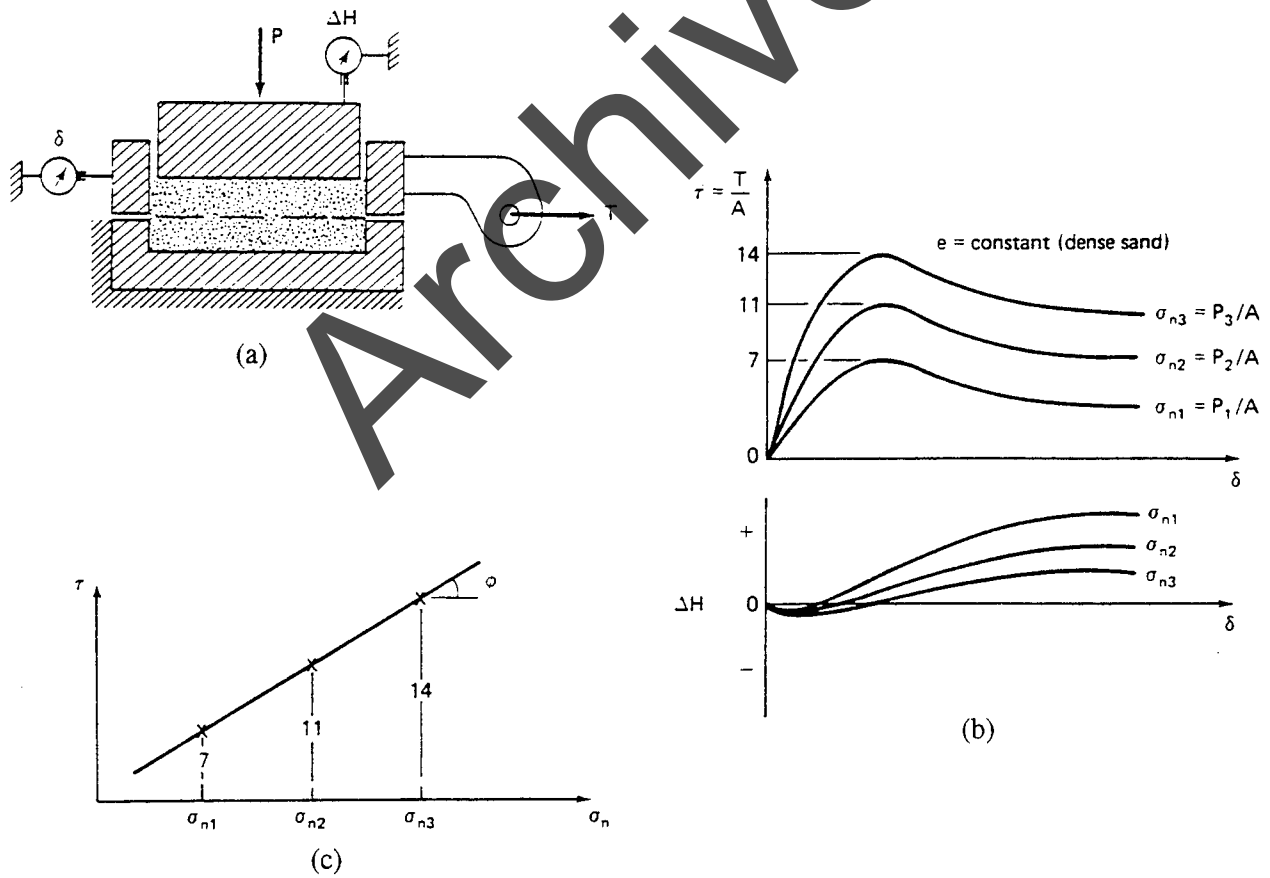 P
ΔH
δ
T
(a)
τ = T/A
14
11
7
0
e = constant (dense sand)
σn3 = P3/A
σn2 = P2/A
σn1 = P1/A
δ
ΔH
+
0
−
σn1
σn2
σn3
δ
(b)
τ
φ
7
11
14
σn1
σn2
σn3
σn
(c)
Archiv